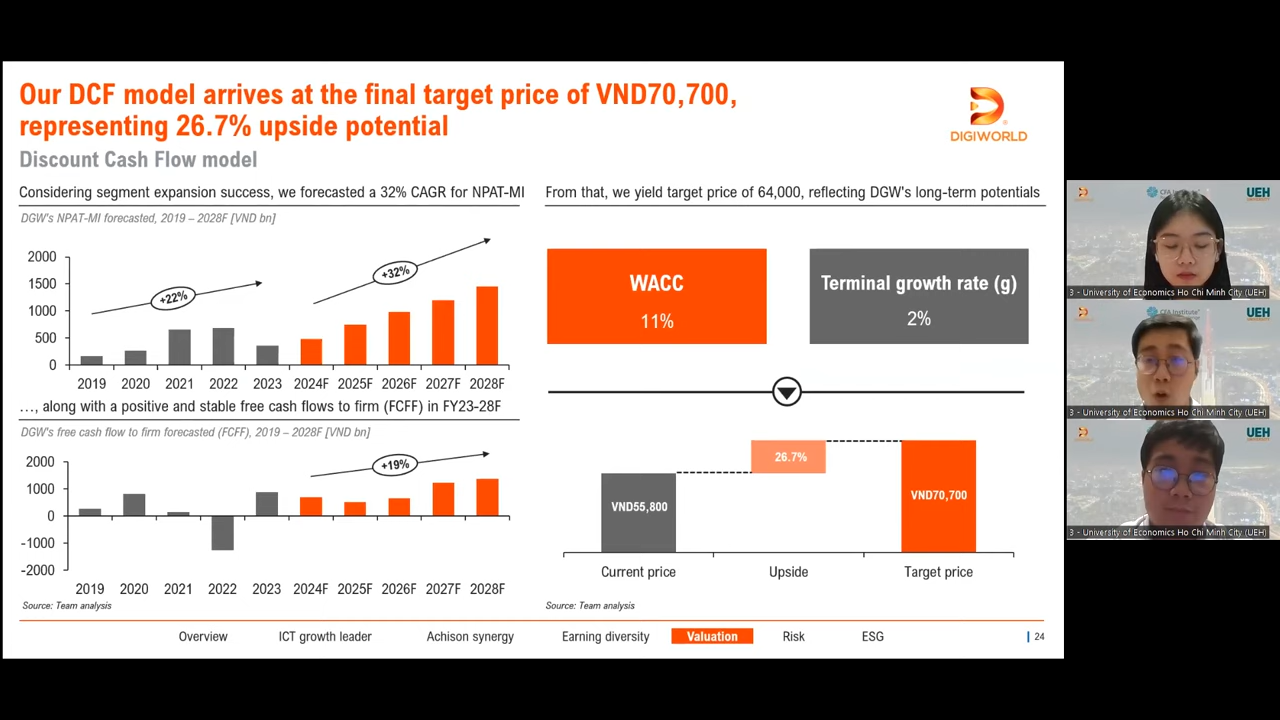 Our DCF model arrives at the final target price of VND70,700,
representing 26.7% upside potential
DIGIWORLD
Discount Cash Flow model
Considering segment expansion success, we forecasted a 32% CAGR for NPAT-MI
DGW's NPAT-MI forecasted, 2019 – 2028F [VND bn]
2000
1500
1000
500
0
+22%
+32%
2019 2020 2021 2022 2023 2024F 2025F 2026F 2027F 2028F
…, along with a positive and stable free cash flows to firm (FCFF) in FY23-28F
DGW's free cash flow to firm forecasted (FCFF), 2019 – 2028F [VND bn]
2000
1000
0
-1000
-2000
+19%
2019 2020 2021 2022 2023 2024F 2025F 2026F 2027F 2028F
Source: Team analysis
From that, we yield target price of 64,000, reflecting DGW's long-term potentials
WACC
11%
Terminal growth rate (g)
2%
VND55,800
26.7%
VND70,700
Current price Upside Target price
Source: Team analysis
Overview ICT growth leader Achison synergy Earning diversity Valuation Risk ESG
24
CFA Institute
UEH
UNIVERSITY
3 - University of Economics Ho Chi Minh City (UEH)
CFA Institute
UEH
UNIVERSITY
3 - University of Economics Ho Chi Minh City (UEH)
UEH
UNIVERSITY
3 - University of Economics Ho Chi Minh City (UEH)